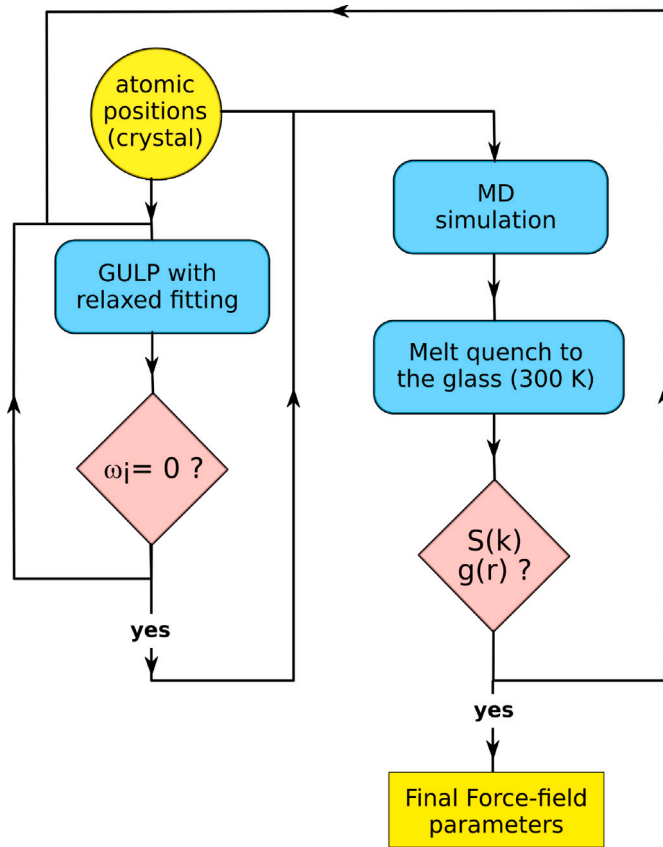 atomic
positions
(crystal)
GULP with
relaxed fitting
ωi= 0 ?
yes
MD
simulation
Melt quench to
the glass (300 K)
S(k)
g(r) ?
yes
Final Force-field
parameters